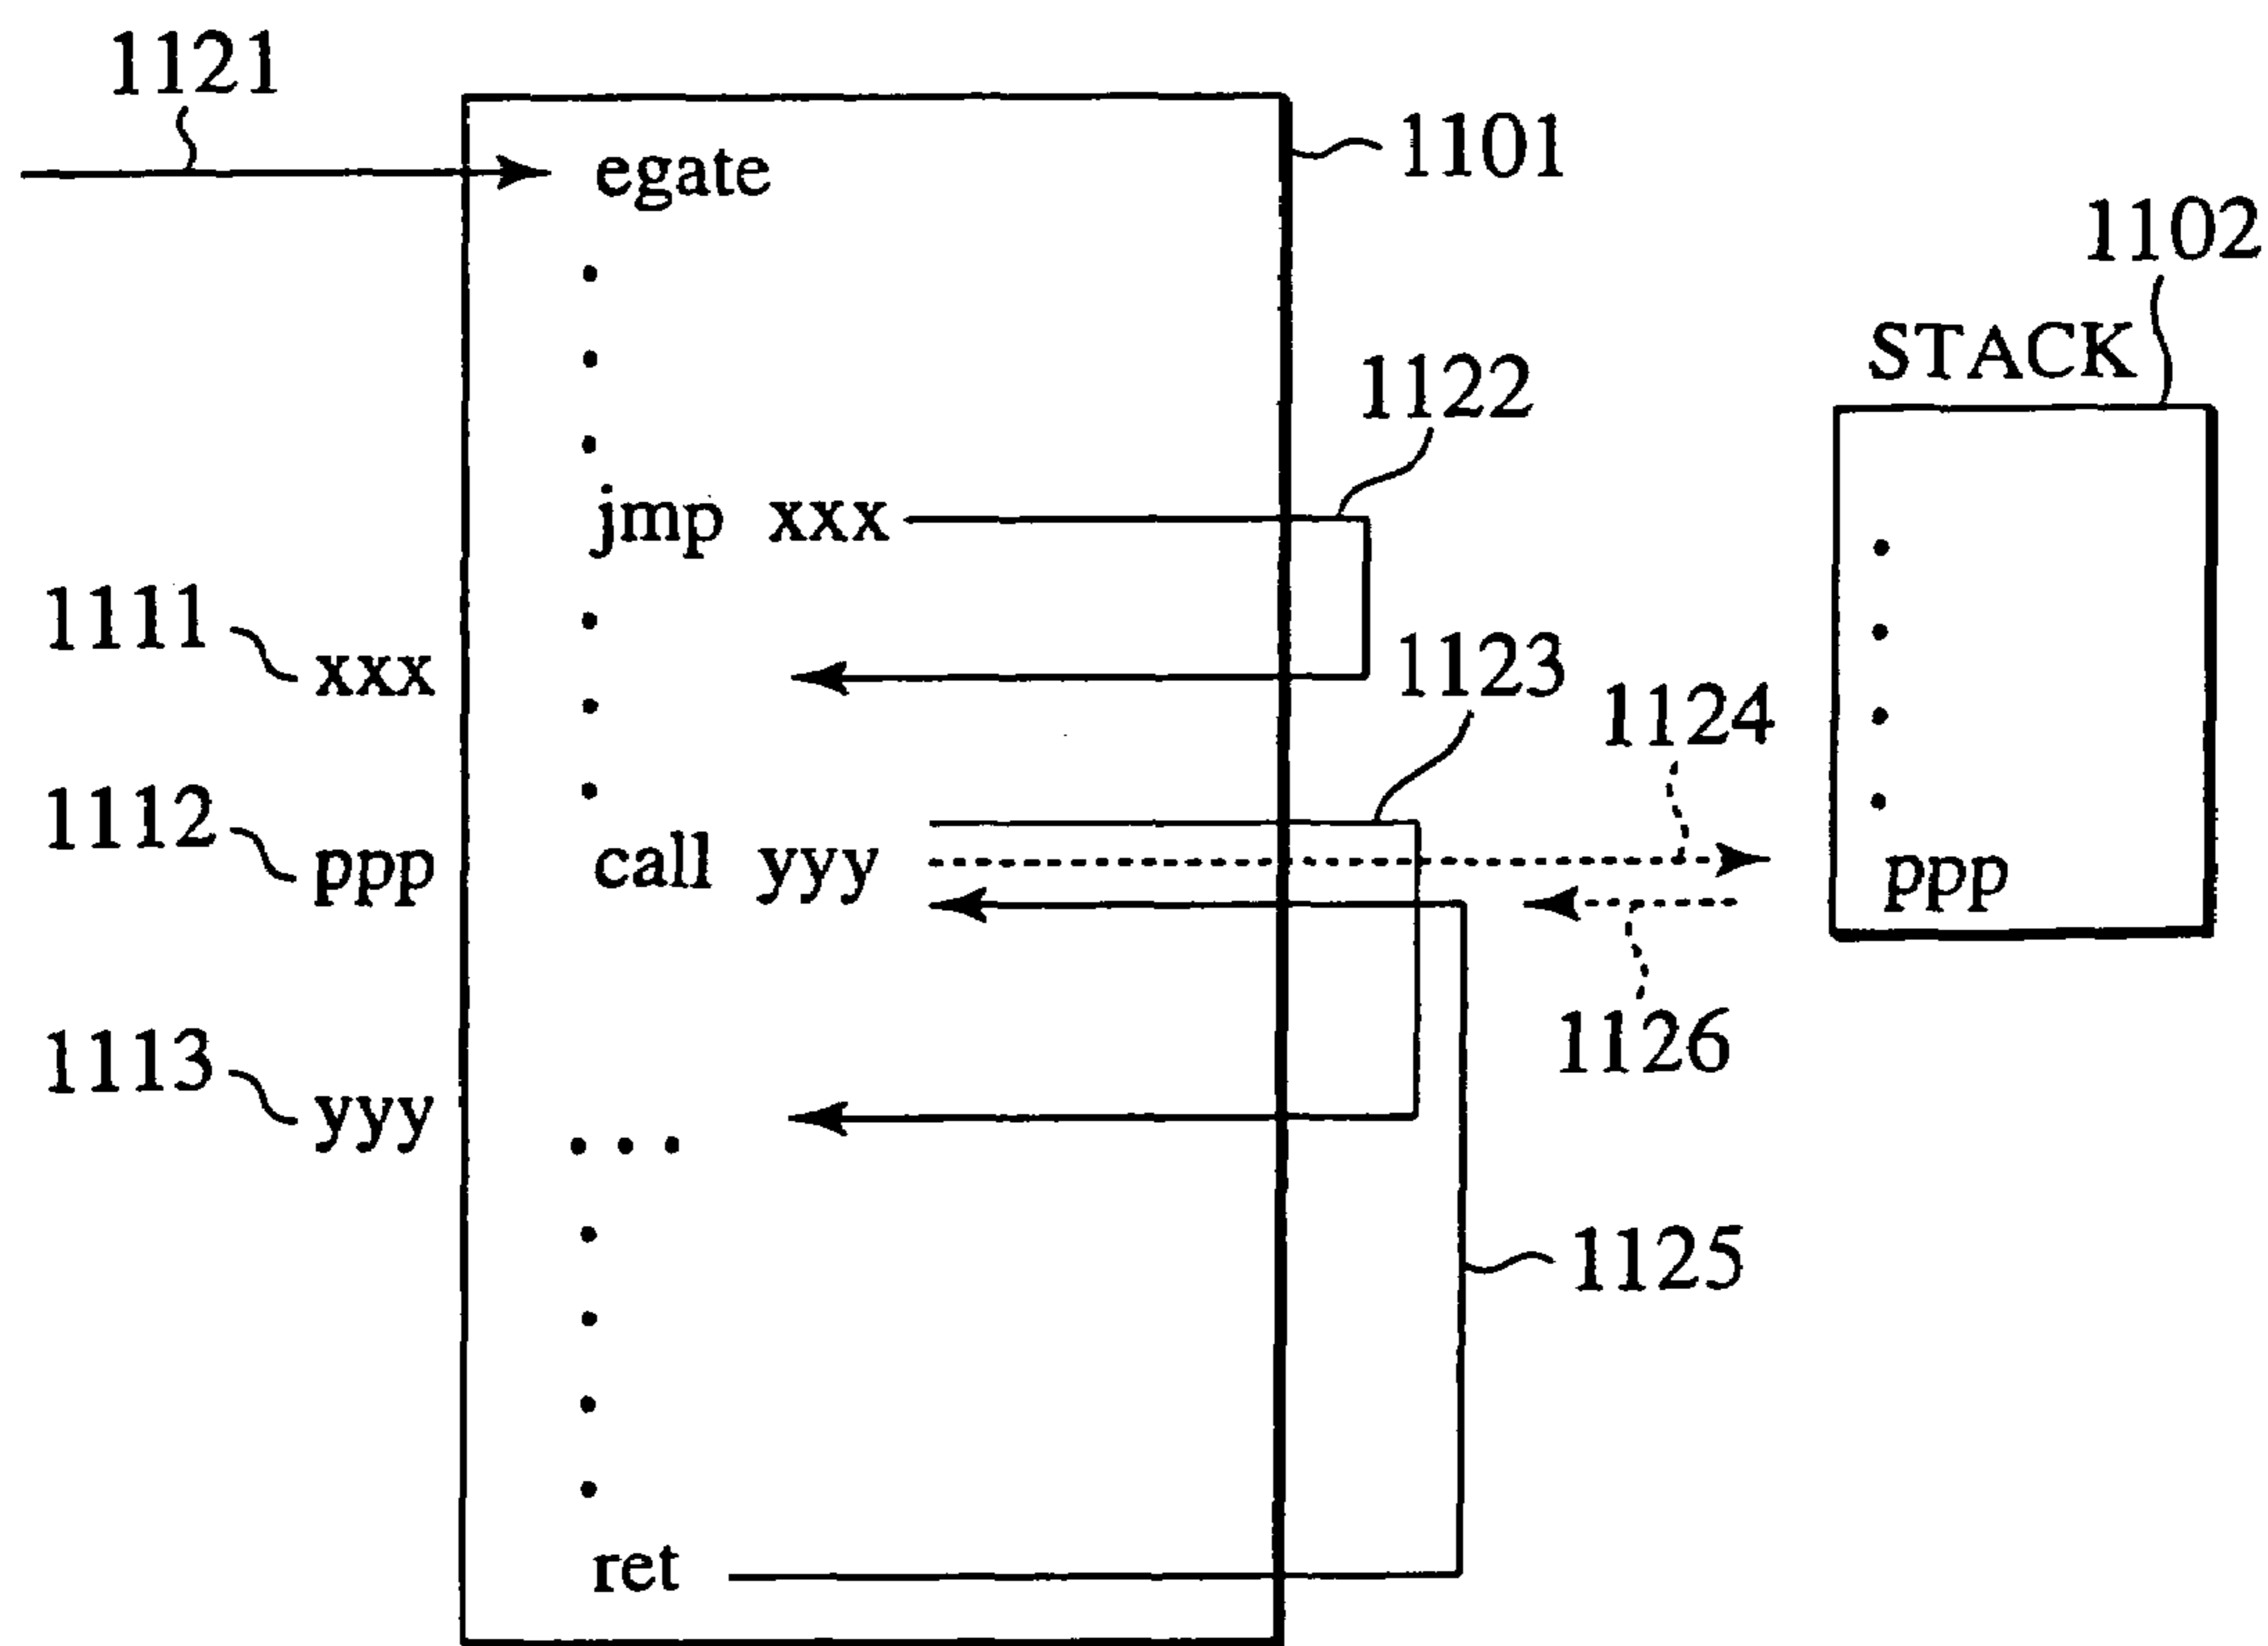 1121
egate
1101
1102
STACK
1122
jmp xxx
1111
xxx
1123
1124
1112
ppp
call yyy
ppp
1126
1113
yyy
1125
ret